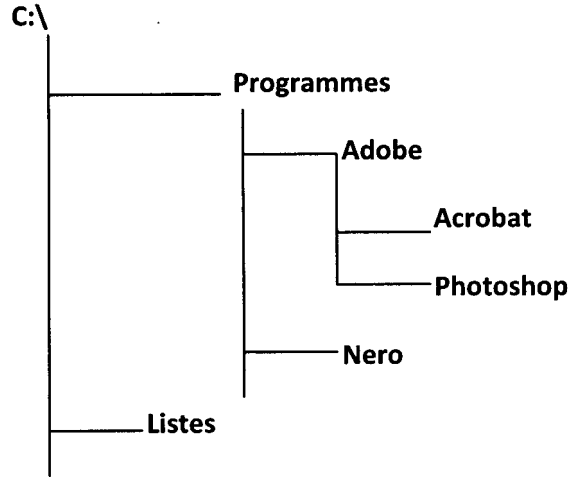 C:\
Programmes
Adobe
Acrobat
Photoshop
Nero
Listes